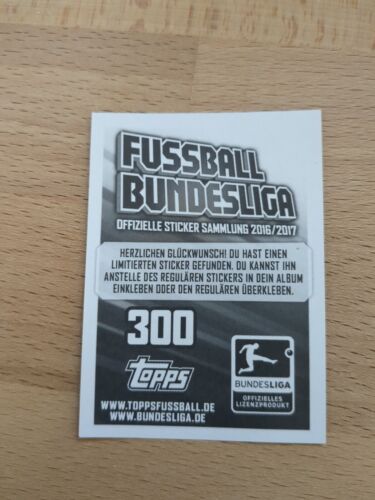 FUSSBALL
BUNDESLIGA
OFFIZIELLE STICKER SAMMLUNG 2016/2017
HERZLICHEN GLÜCKWUNSCH! DU HAST EINEN
LIMITIERTEN STICKER GEFUNDEN. DU KANNST IHN
ANSTELLE DES REGULÄREN STICKERS IN DEIN ALBUM
EINKLEBEN ODER DEN REGULÄREN ÜBERKLEBEN.
300
TOPPS
WWW.TOPPSFUSSBALL.DE
WWW.BUNDESLIGA.DE
BUNDESLIGA
OFFIZIELLES
LIZENZPRODUKT